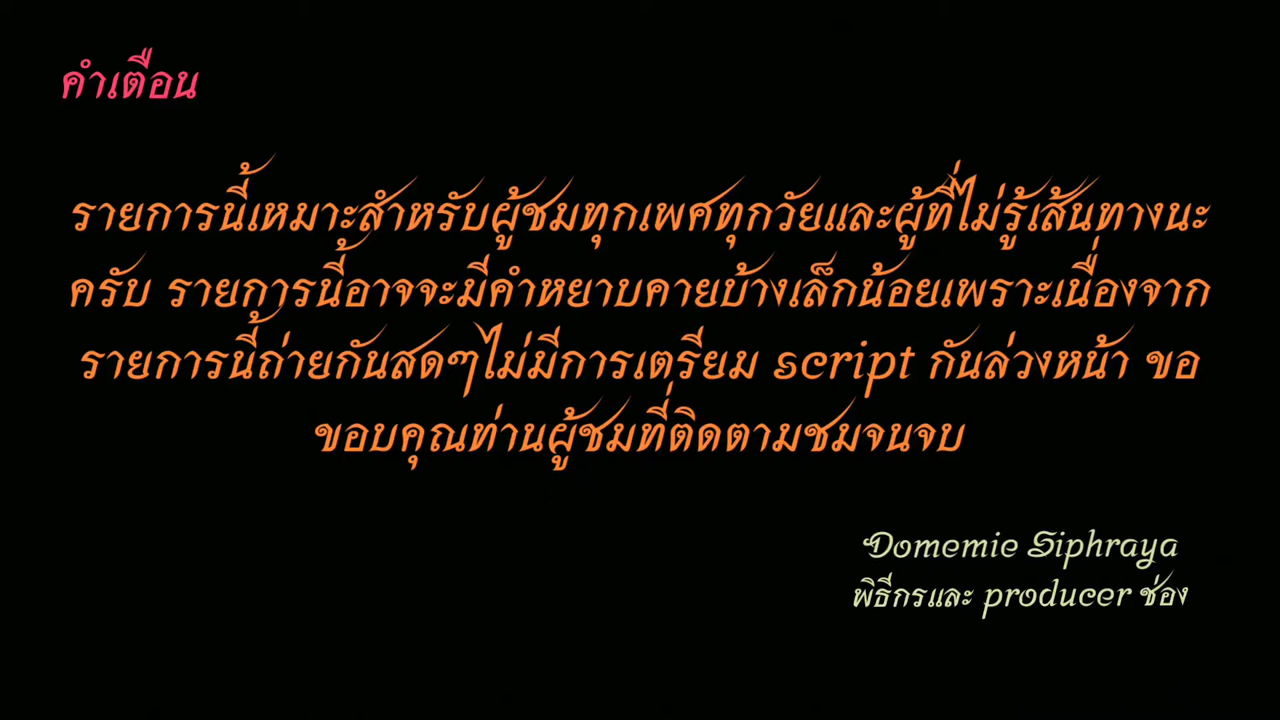 คำเตือน
รายการนี้เหมาะสำหรับผู้ชมทุกเพศทุกวัยและผู้ที่ไม่รู้เส้นทางนะ
ครับ รายการนี้อาจจะมีคำหยาบคายบ้างเล็กน้อยเพราะเนื่องจาก
รายการนี้ถ่ายกันสดๆไม่มีการเตรียม script กันล่วงหน้า ขอ
ขอบคุณท่านผู้ชมที่ติดตามชมจนจบ
Domemie Siphraya
พิธีกรและ producer ช่อง